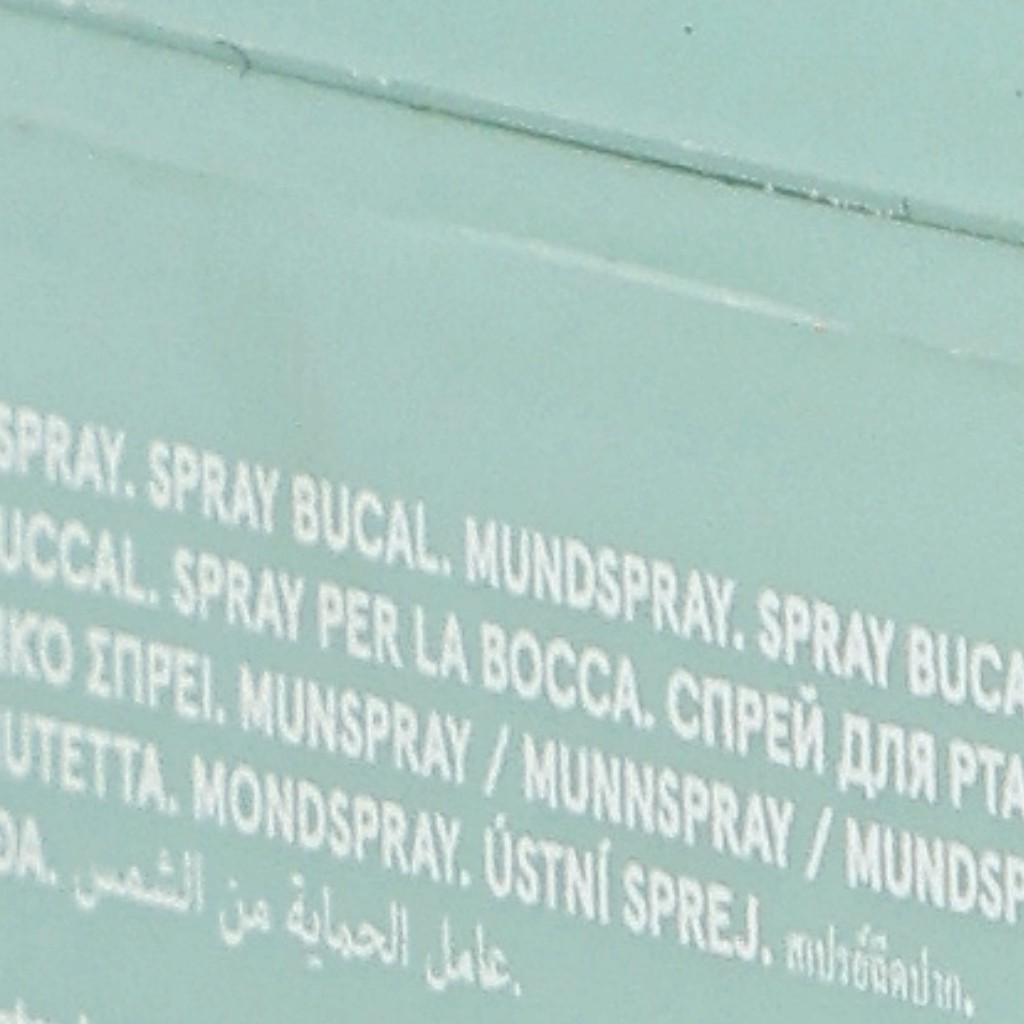 SPRAY. SPRAY BUCAL. MUNDSPRAY. SPRAY BUCA
UCCAL. SPRAY PER LA BOCCA. СПРЕЙ ДЛЯ РТА
ΙΚΟ ΣΠΡΕΙ. MUNSPRAY / MUNNSPRAY / MUNDSP
UTETTA. MONDSPRAY. ÚSTNÍ SPREJ. สเปรย์ฉีดปาก.
DA. عامل الحماية من الشمس.